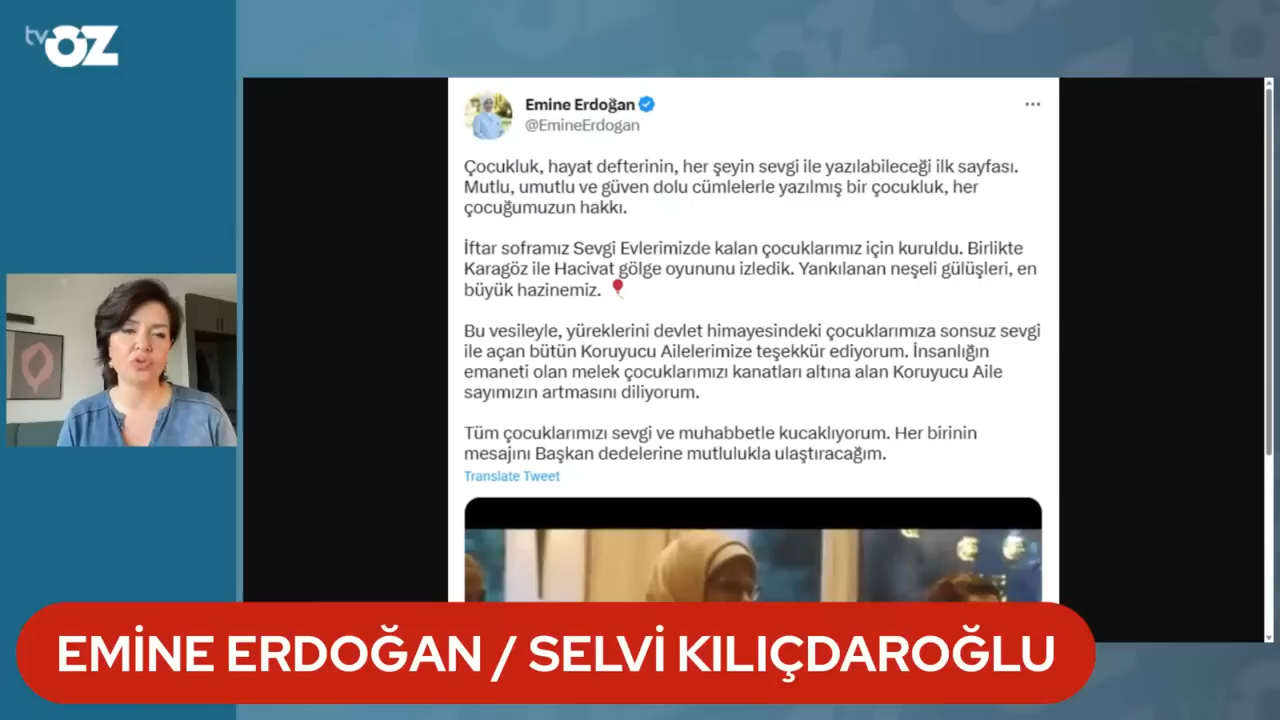 tv ÖZ
Emine Erdoğan
@EmineErdogan
Çocukluk, hayat defterinin, her şeyin sevgi ile yazılabileceği ilk sayfası.
Mutlu, umutlu ve güven dolu cümlelerle yazılmış bir çocukluk, her
çocuğumuzun hakkı.
İftar soframız Sevgi Evlerimizde kalan çocuklarımız için kuruldu. Birlikte
Karagöz ile Hacivat gölge oyununu izledik. Yankılanan neşeli gülüşleri, en
büyük hazinemiz. 🎈
Bu vesileyle, yüreklerini devlet himayesindeki çocuklarımıza sonsuz sevgi
ile açan bütün Koruyucu Ailelerimize teşekkür ediyorum. İnsanlığın
emaneti olan melek çocuklarımızı kanatları altına alan Koruyucu Aile
sayımızın artmasını diliyorum.
Tüm çocuklarımızı sevgi ve muhabbetle kucaklıyorum. Her birinin
mesajını Başkan dedelerine mutlulukla ulaştıracağım.
Translate Tweet
EMİNE ERDOĞAN / SELVİ KILIÇDAROĞLU